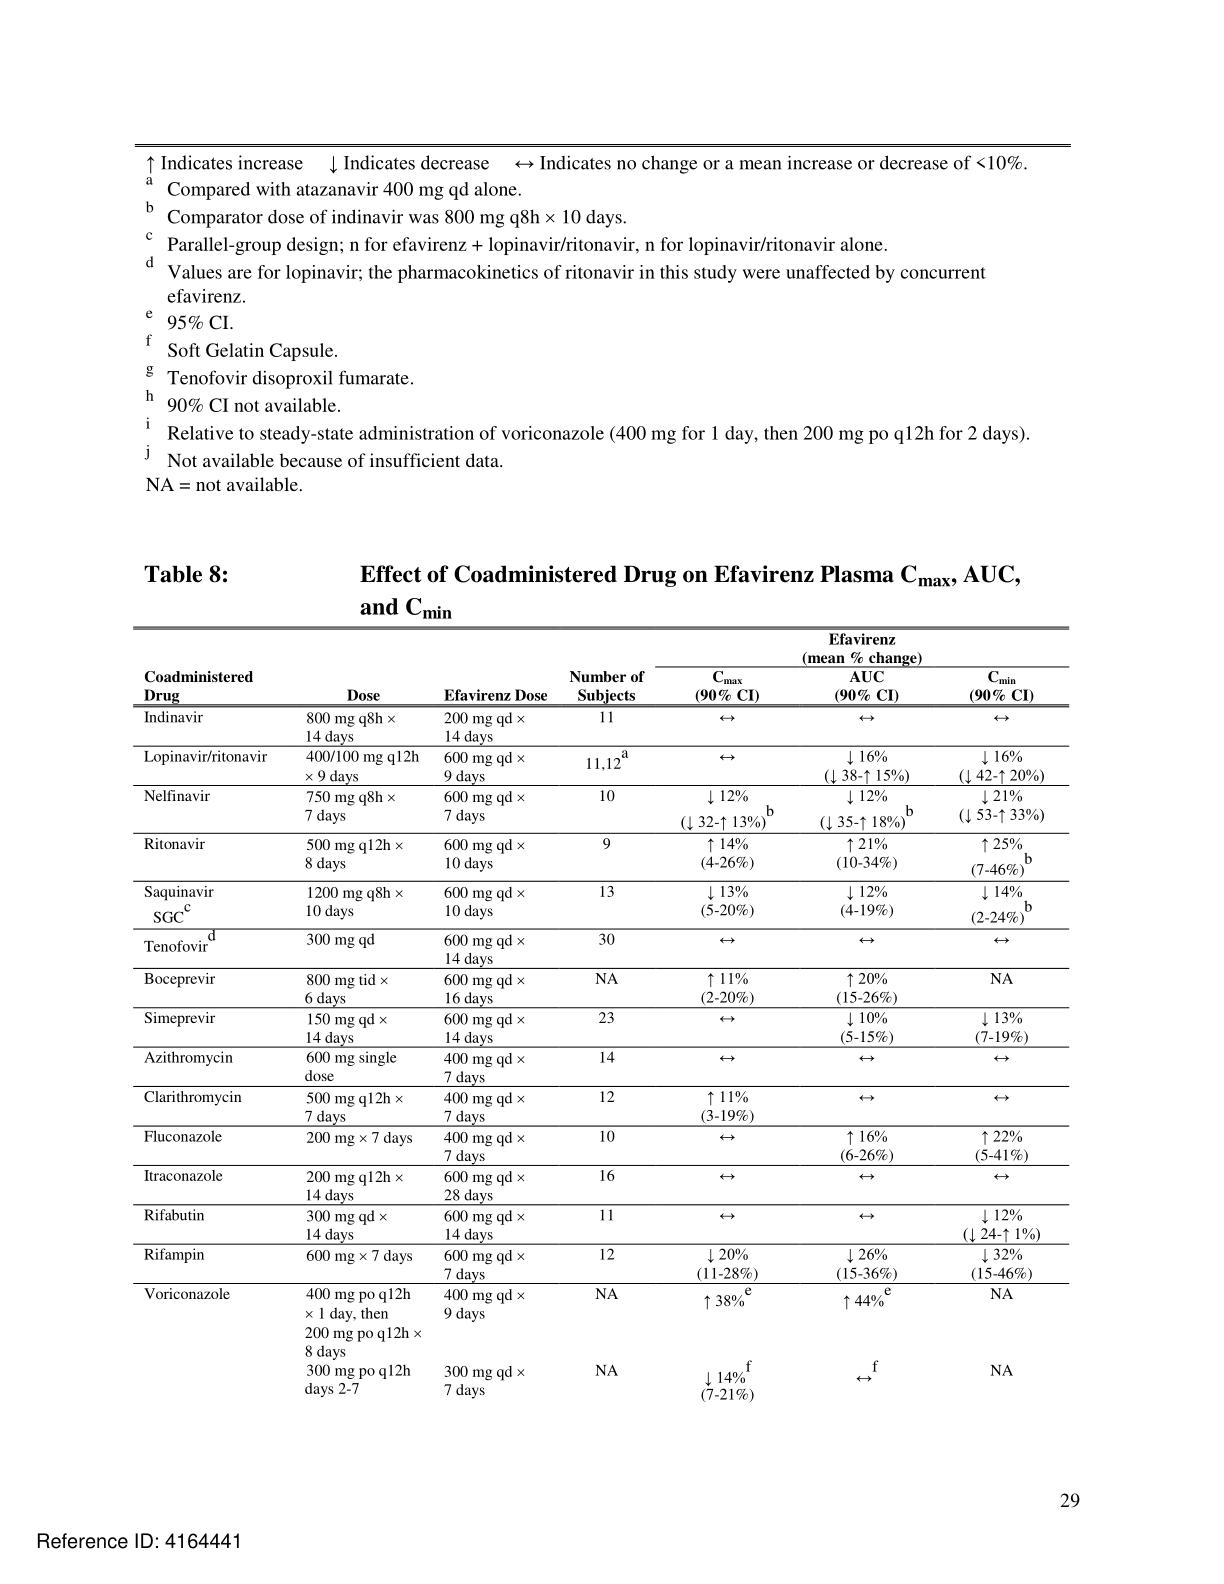 ↑ Indicates increase ↓ Indicates decrease ↔ Indicates no change or a mean increase or decrease of <10%.
a Compared with atazanavir 400 mg qd alone.
b Comparator dose of indinavir was 800 mg q8h × 10 days.
c Parallel-group design; n for efavirenz + lopinavir/ritonavir, n for lopinavir/ritonavir alone.
d Values are for lopinavir; the pharmacokinetics of ritonavir in this study were unaffected by concurrent
efavirenz.
e 95% CI.
f Soft Gelatin Capsule.
g Tenofovir disoproxil fumarate.
h 90% CI not available.
i Relative to steady-state administration of voriconazole (400 mg for 1 day, then 200 mg po q12h for 2 days).
j Not available because of insufficient data.
NA = not available.
Table 8: Effect of Coadministered Drug on Efavirenz Plasma Cmax, AUC,
and Cmin
Efavirenz
(mean % change)
Coadministered Number of Cmax AUC Cmin
Drug Dose Efavirenz Dose Subjects (90% CI) (90% CI) (90% CI)
Indinavir 800 mg q8h × 200 mg qd × 11 ↔ ↔ ↔
14 days 14 days
Lopinavir/ritonavir 400/100 mg q12h 600 mg qd × 11,12a ↔ ↓ 16% ↓ 16%
× 9 days 9 days (↓ 38-↑ 15%) (↓ 42-↑ 20%)
Nelfinavir 750 mg q8h × 600 mg qd × 10 ↓ 12% ↓ 12% ↓ 21%
7 days 7 days (↓ 32-↑ 13%)b (↓ 35-↑ 18%)b (↓ 53-↑ 33%)
Ritonavir 500 mg q12h × 600 mg qd × 9 ↑ 14% ↑ 21% ↑ 25%
8 days 10 days (4-26%) (10-34%) (7-46%)b
Saquinavir 1200 mg q8h × 600 mg qd × 13 ↓ 13% ↓ 12% ↓ 14%
SGCc 10 days 10 days (5-20%) (4-19%) (2-24%)b
Tenofovird 300 mg qd 600 mg qd × 30 ↔ ↔ ↔
14 days
Boceprevir 800 mg tid × 600 mg qd × NA ↑ 11% ↑ 20% NA
6 days 16 days (2-20%) (15-26%)
Simeprevir 150 mg qd × 600 mg qd × 23 ↔ ↓ 10% ↓ 13%
14 days 14 days (5-15%) (7-19%)
Azithromycin 600 mg single 400 mg qd × 14 ↔ ↔ ↔
dose 7 days
Clarithromycin 500 mg q12h × 400 mg qd × 12 ↑ 11% ↔ ↔
7 days 7 days (3-19%)
Fluconazole 200 mg × 7 days 400 mg qd × 10 ↔ ↑ 16% ↑ 22%
7 days (6-26%) (5-41%)
Itraconazole 200 mg q12h × 600 mg qd × 16 ↔ ↔ ↔
14 days 28 days
Rifabutin 300 mg qd × 600 mg qd × 11 ↔ ↔ ↓ 12%
14 days 14 days (↓ 24-↑ 1%)
Rifampin 600 mg × 7 days 600 mg qd × 12 ↓ 20% ↓ 26% ↓ 32%
7 days (11-28%) (15-36%) (15-46%)
Voriconazole 400 mg po q12h 400 mg qd × NA ↑ 38%e ↑ 44%e NA
× 1 day, then 9 days
200 mg po q12h ×
8 days
300 mg po q12h 300 mg qd × NA ↓ 14%f ↔f NA
days 2-7 7 days (7-21%)
29
Reference ID: 4164441